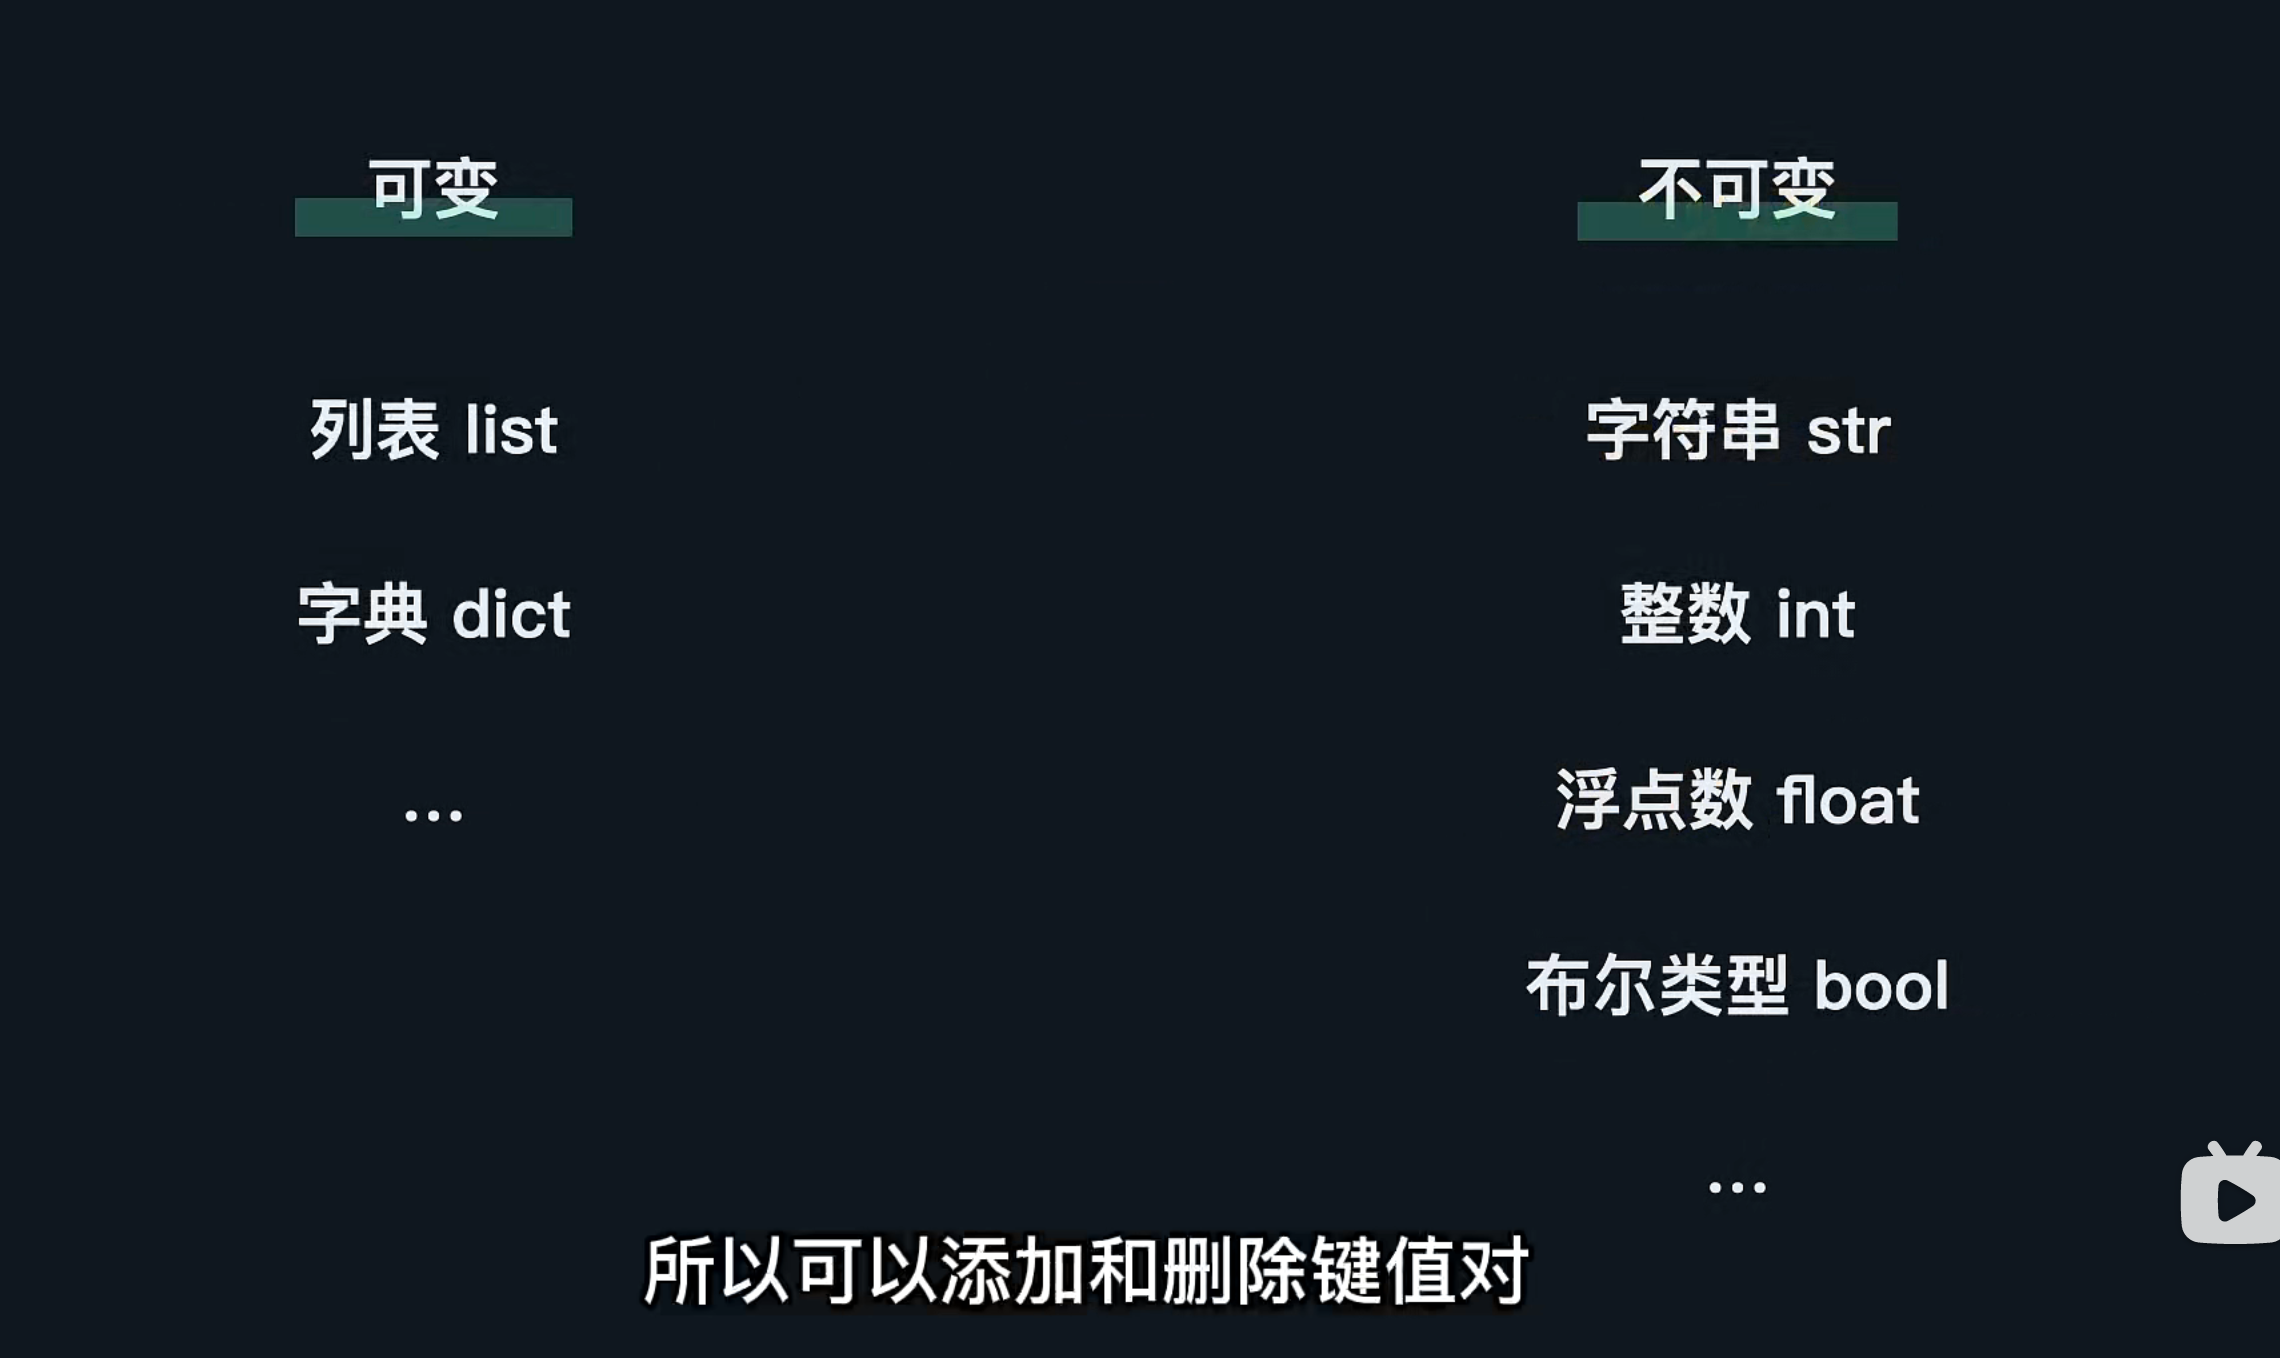 可变
不可变
列表 list
字符串 str
字典 dict
整数 int
...
浮点数 float
布尔类型 bool
...
所以可以添加和删除键值对